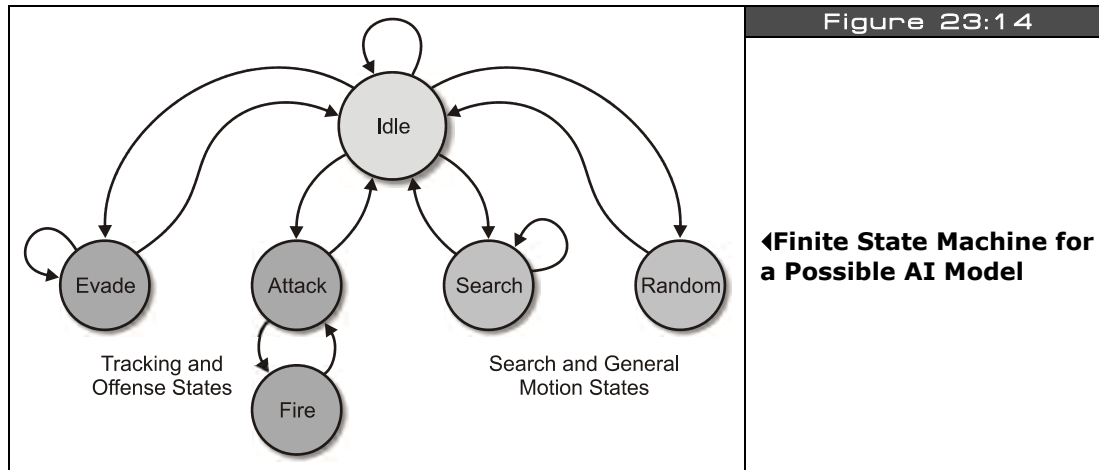 Figure 23:14
Idle
Evade
Attack
Search
Random
Tracking and
Offense States
Search and General
Motion States
Fire
Finite State Machine for
a Possible AI Model